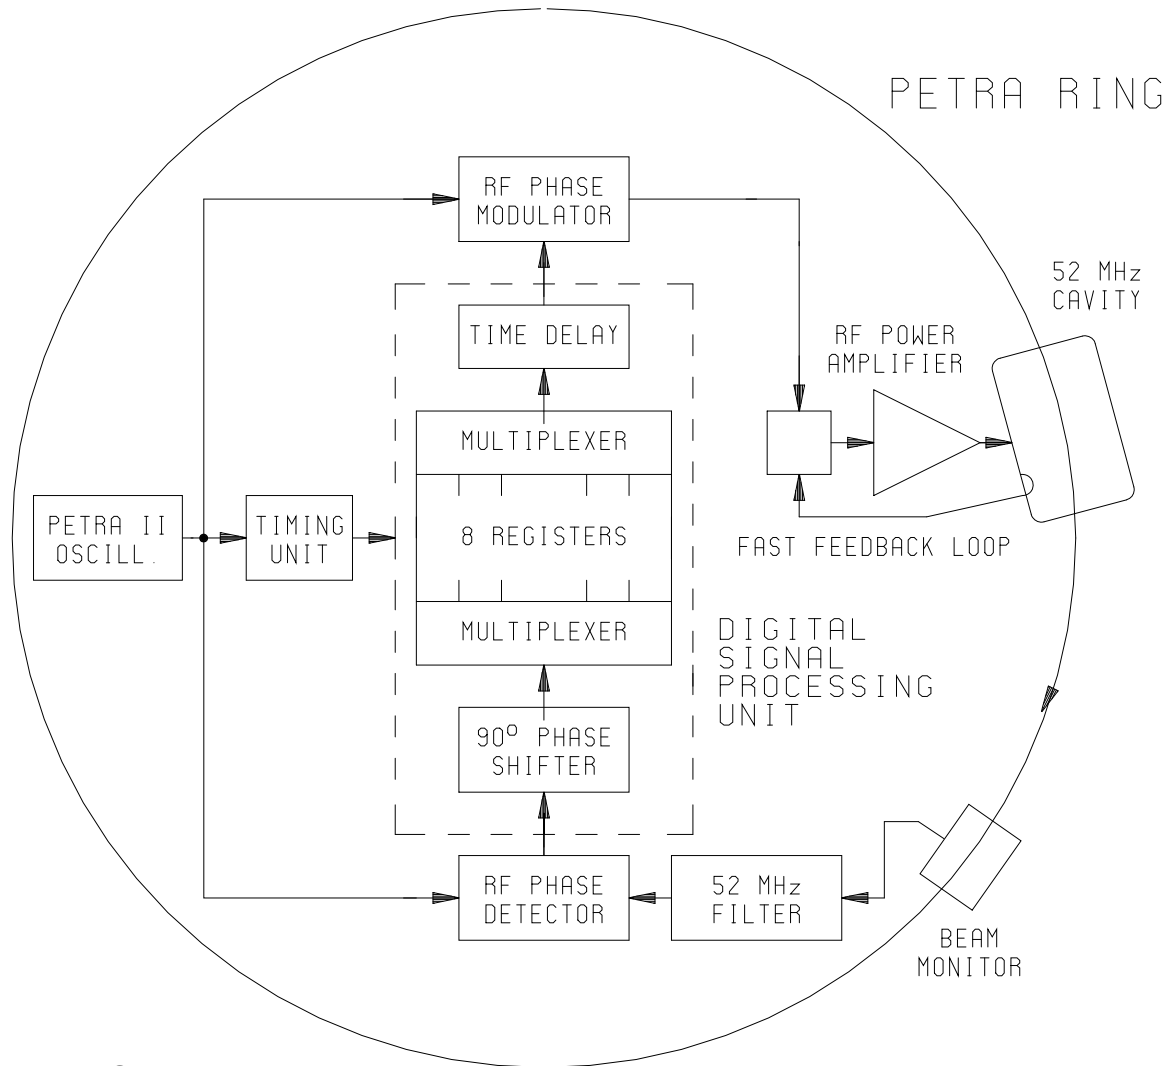 PETRA RING
RF PHASE
MODULATOR
52 MHz
CAVITY
TIME DELAY
RF POWER
AMPLIFIER
MULTIPLEXER
PETRA II
OSCILL.
TIMING
UNIT
8 REGISTERS
FAST FEEDBACK LOOP
MULTIPLEXER
DIGITAL
SIGNAL
PROCESSING
UNIT
90º PHASE
SHIFTER
RF PHASE
DETECTOR
52 MHz
FILTER
BEAM
MONITOR